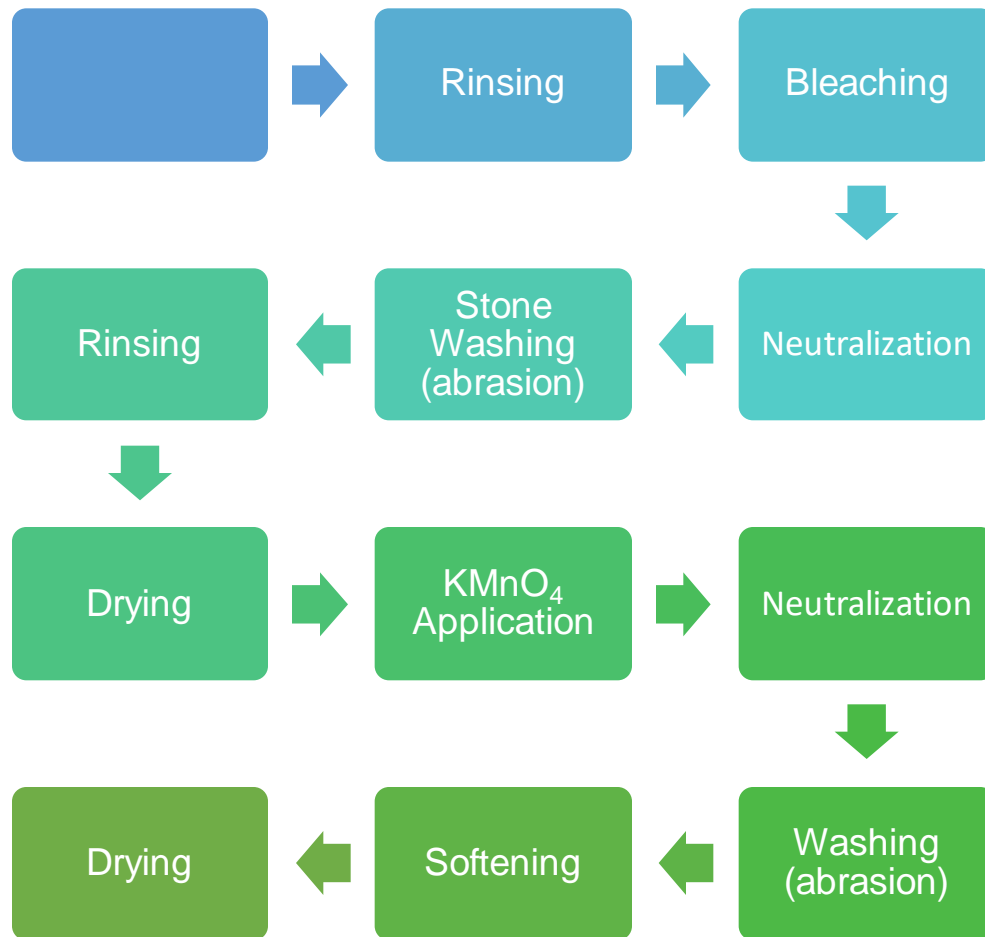 Rinsing
Bleaching
Neutralization
Stone
Washing
(abrasion)
Rinsing
Drying
KMnO₄
Application
Neutralization
Washing
(abrasion)
Softening
Drying